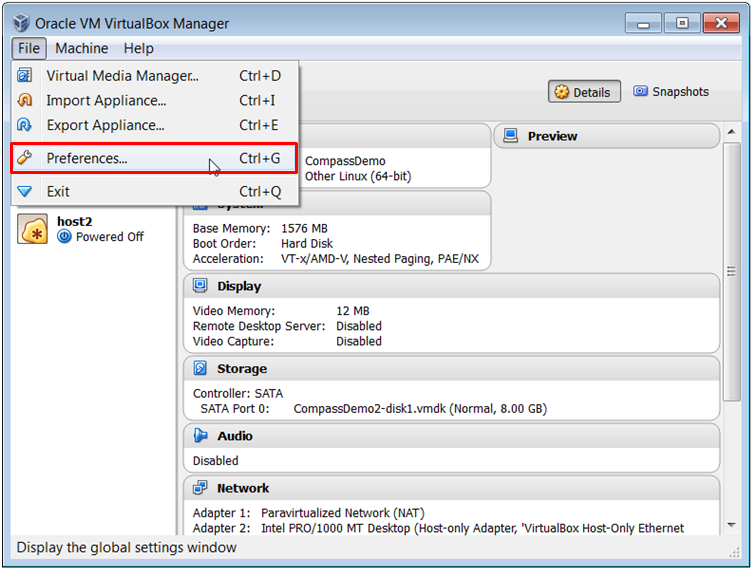 Oracle VM VirtualBox Manager
File Machine Help
Virtual Media Manager... Ctrl+D
Import Appliance... Ctrl+I
Export Appliance... Ctrl+E
Preferences... Ctrl+G
Exit Ctrl+Q
Details Snapshots
host2
Powered Off
CompassDemo
Other Linux (64-bit)
Preview
System
Base Memory: 1576 MB
Boot Order: Hard Disk
Acceleration: VT-x/AMD-V, Nested Paging, PAE/NX
Display
Video Memory: 12 MB
Remote Desktop Server: Disabled
Video Capture: Disabled
Storage
Controller: SATA
SATA Port 0: CompassDemo2-disk1.vmdk (Normal, 8.00 GB)
Audio
Disabled
Network
Adapter 1: Paravirtualized Network (NAT)
Adapter 2: Intel PRO/1000 MT Desktop (Host-only Adapter, 'VirtualBox Host-Only Ethernet
Display the global settings window